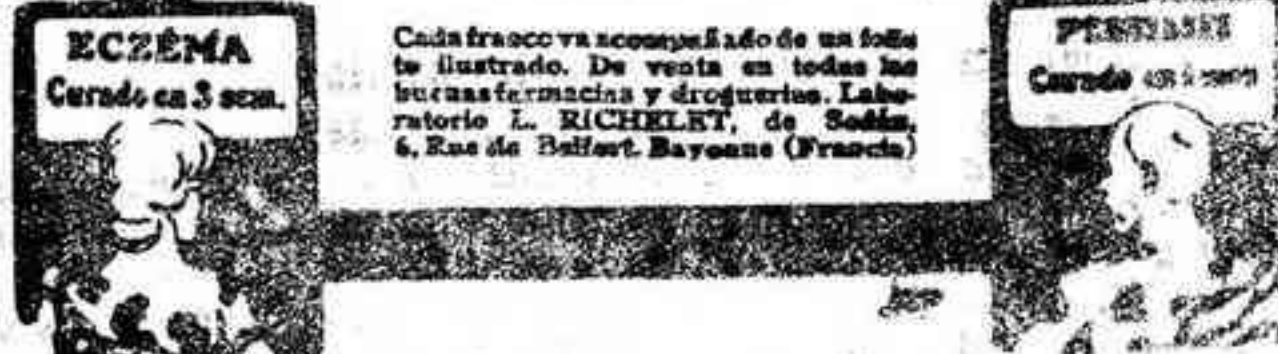 ECZÉMA
Curado en 3 sem.
Cada frasco va acompañado de un folle
to ilustrado. De venta en todas las
buenas farmacias y droguerías. Labo-
ratorio L. RICHELET, de Sedán,
6, Rue de Belfort. Bayonne (Francia)
Curado